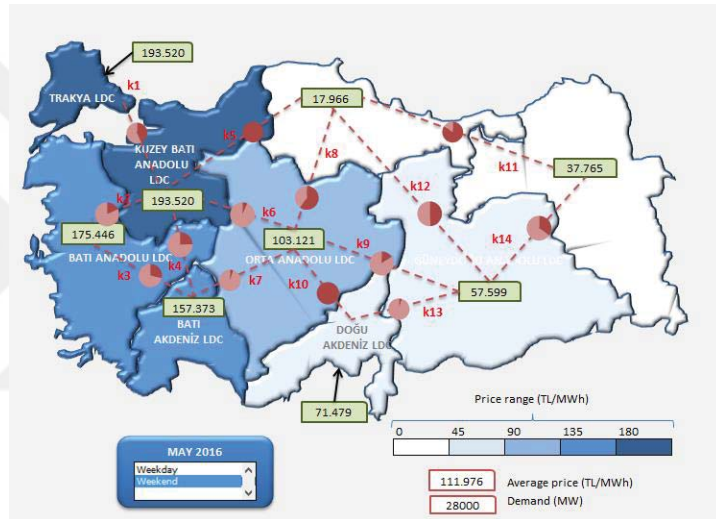 193.520
k1
TRAKYA LDC
17.966
k5
KUZEY BATI
ANADOLU
LDC
k8
k11
37.765
k12
193.520
k6
175.446
103.121
k14
BATI ANADOLU LDC
k4
ORTA ANADOLU LDC
k9
k3
k7
k10
57.599
157.373
BATI
AKDENİZ LDC
DOĞU
AKDENİZ LDC
k13
71.479
Price range (TL/MWh)
0 45 90 135 180
MAY 2016
Weekday
Weekend
111.976 Average price (TL/MWh)
28000 Demand (MW)